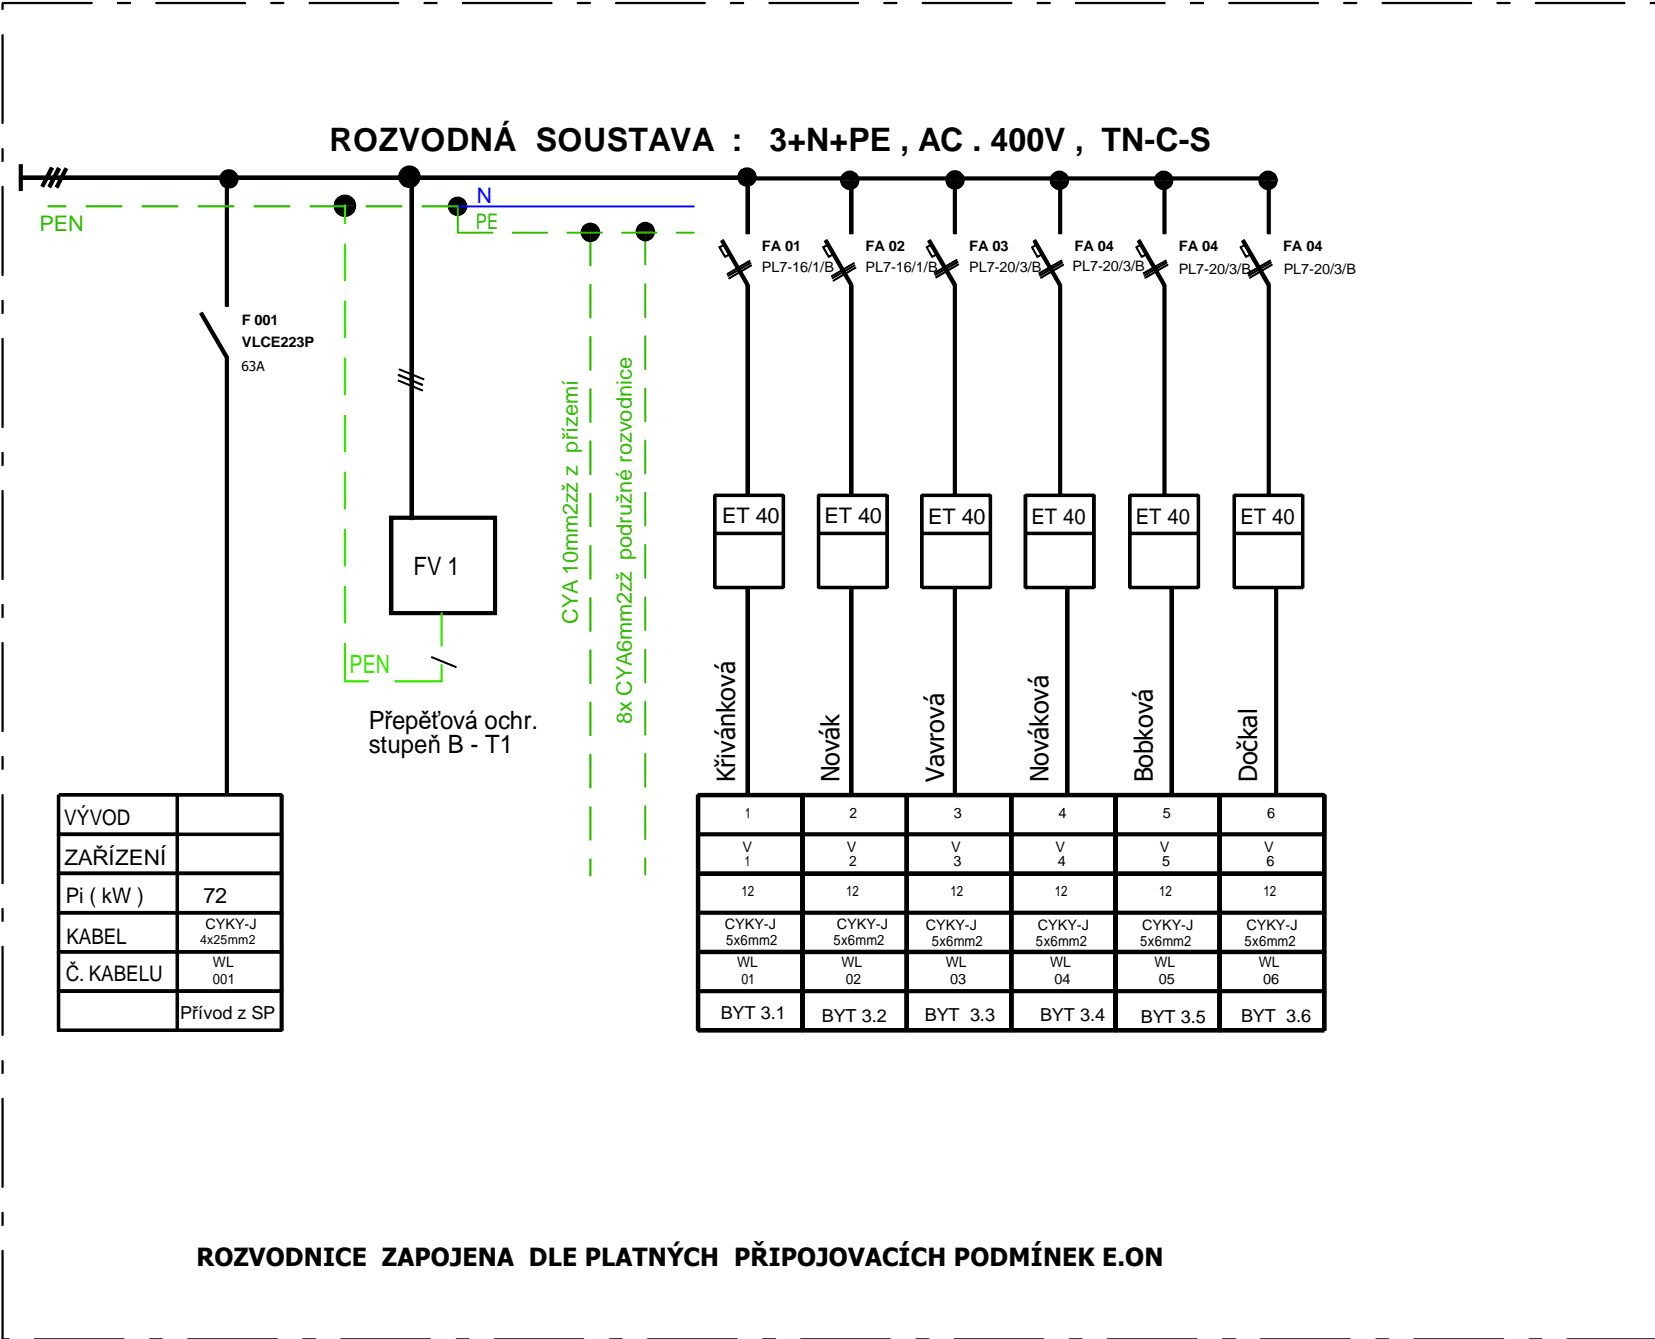 ROZVODNÁ SOUSTAVA : 3+N+PE , AC . 400V , TN-C-S
N
PEN
PE
FA 01
PL7-16/1/B
FA 02
PL7-16/1/B
FA 03
PL7-20/3/B
FA 04
PL7-20/3/B
FA 04
PL7-20/3/B
FA 04
PL7-20/3/B
F 001
VLCE223P
63A
CYA 10mm2zž z přízemí
8x CYA6mm2zž podružné rozvodnice
ET 40
ET 40
ET 40
ET 40
ET 40
ET 40
FV 1
PEN
Přepěťová ochr.
stupeň B - T1
Křivánková
Novák
Vavrová
Nováková
Bobková
Dočkal
VÝVOD
ZAŘÍZENÍ
Pi ( kW ) 72
KABEL CYKY-J
4x25mm2
Č. KABELU WL
001
Přívod z SP
1 2 3 4 5 6
V V V V V V
1 2 3 4 5 6
12 12 12 12 12 12
CYKY-J CYKY-J CYKY-J CYKY-J CYKY-J CYKY-J
5x6mm2 5x6mm2 5x6mm2 5x6mm2 5x6mm2 5x6mm2
WL WL WL WL WL WL
01 02 03 04 05 06
BYT 3.1 BYT 3.2 BYT 3.3 BYT 3.4 BYT 3.5 BYT 3.6
ROZVODNICE ZAPOJENA DLE PLATNÝCH PŘIPOJOVACÍCH PODMÍNEK E.ON